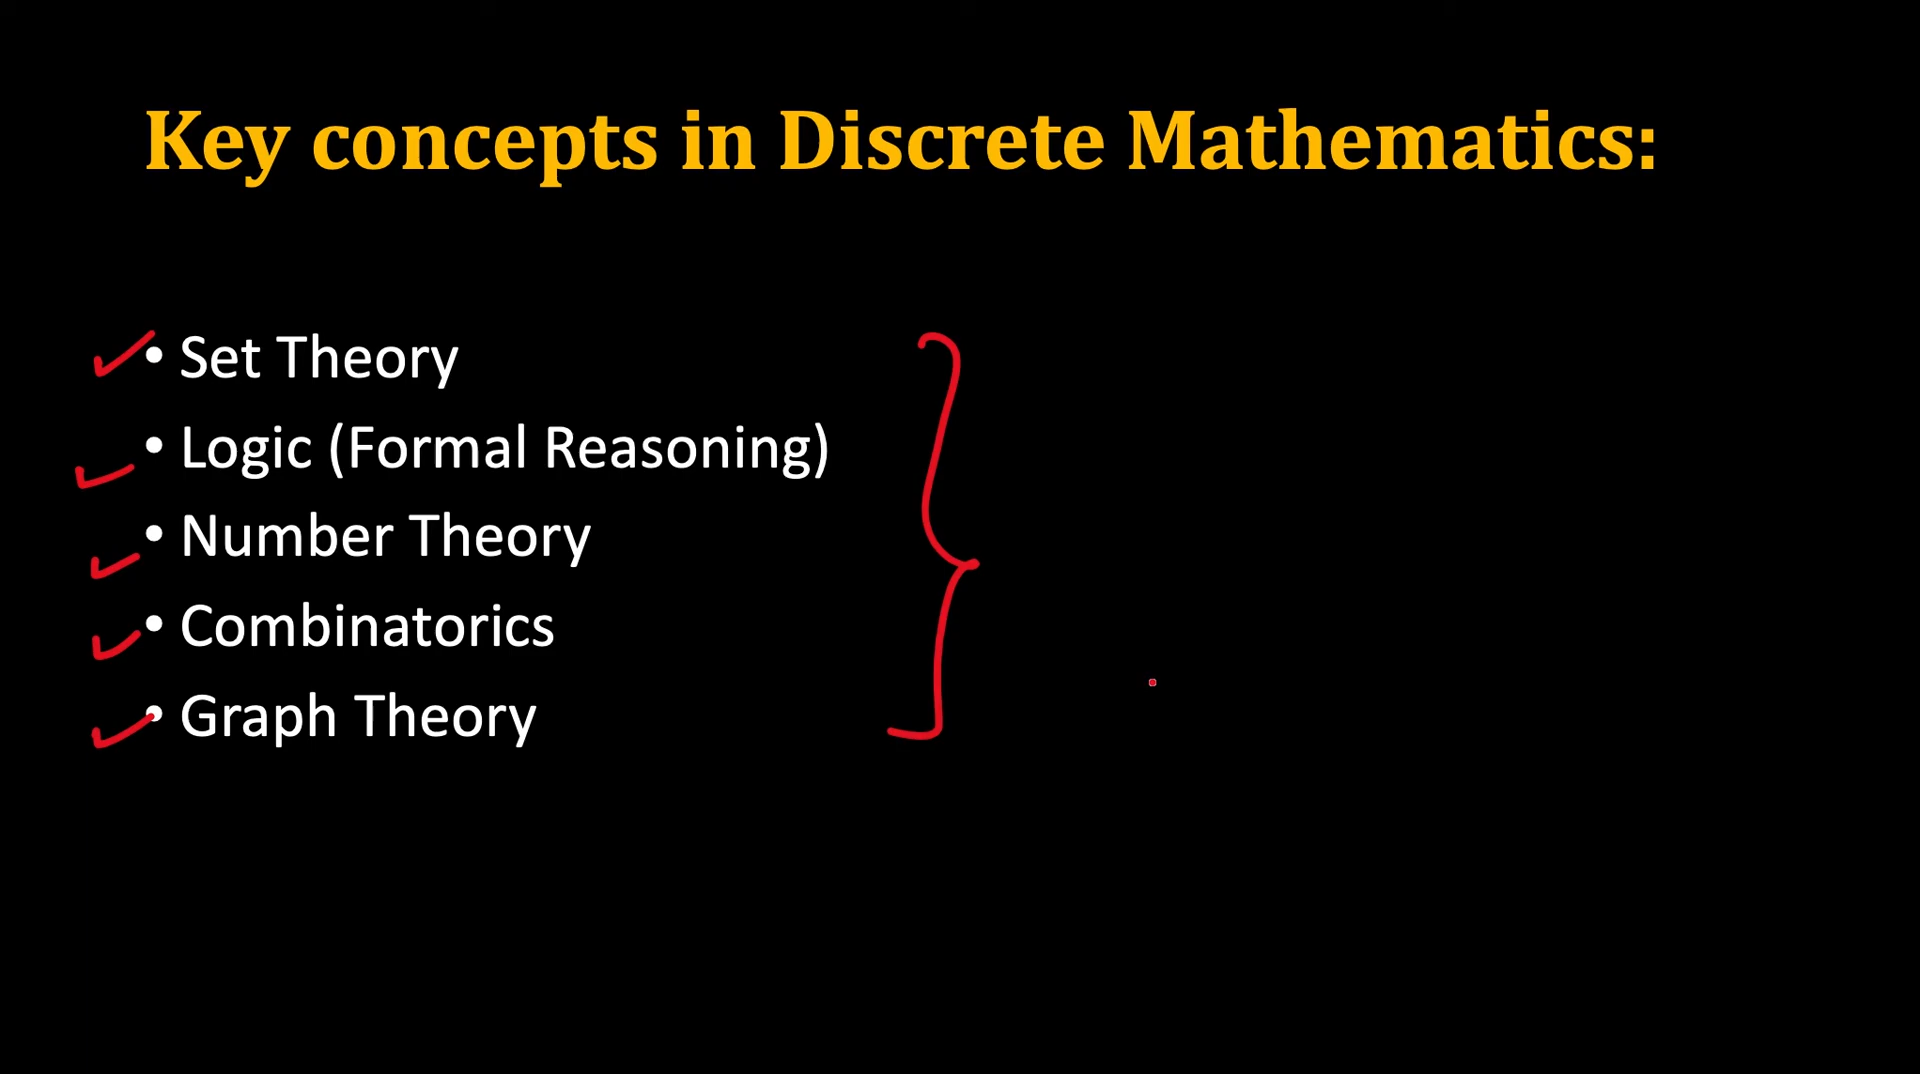 Key concepts in Discrete Mathematics:
• Set Theory
• Logic (Formal Reasoning)
• Number Theory
• Combinatorics
• Graph Theory